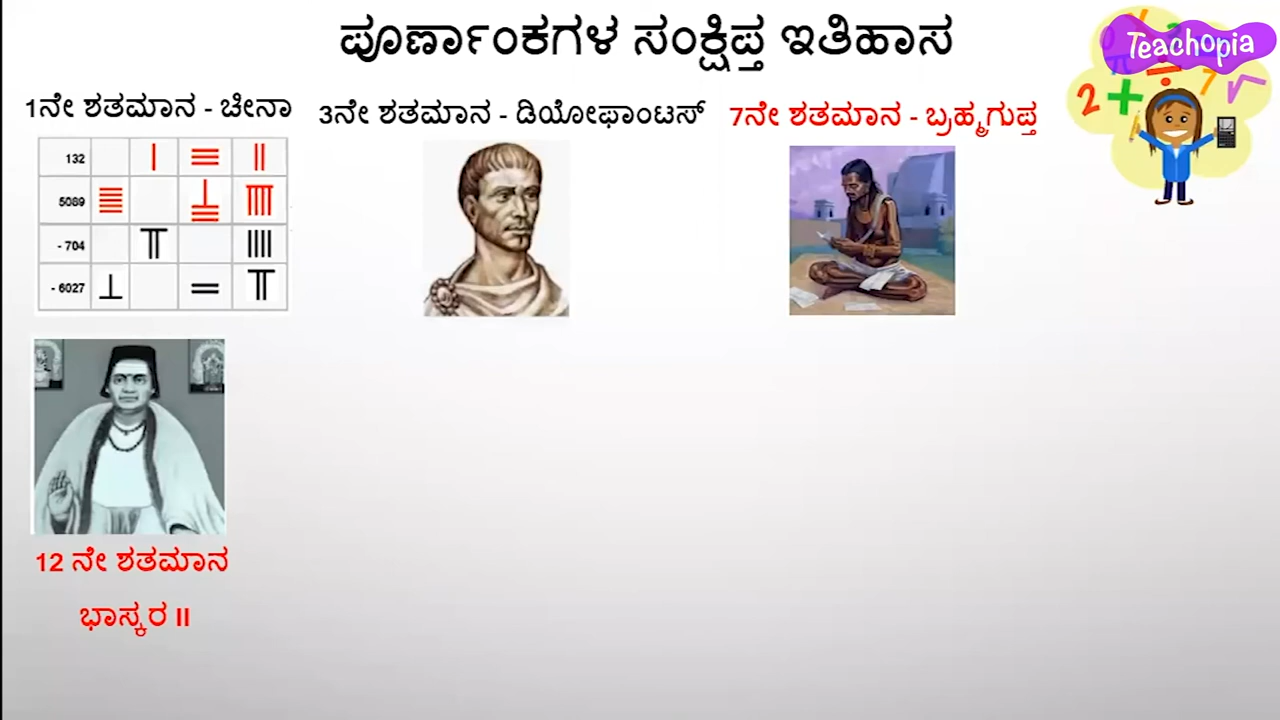 ಪೂರ್ಣಾಂಕಗಳ ಸಂಕ್ಷಿಪ್ತ ಇತಿಹಾಸ
Teachopia
1ನೇ ಶತಮಾನ - ಚೀನಾ
3ನೇ ಶತಮಾನ - ಡಿಯೋಫಾಂಟಸ್
7ನೇ ಶತಮಾನ - ಬ್ರಹ್ಮಗುಪ್ತ
132
5089
- 704
- 6027
12 ನೇ ಶತಮಾನ
ಭಾಸ್ಕರ II